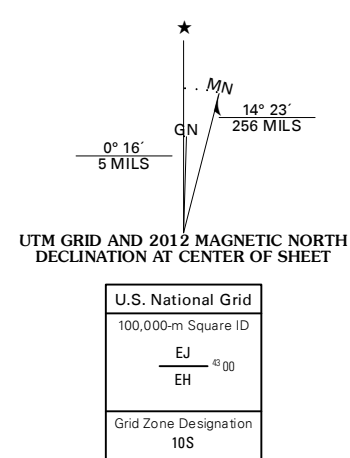 ★
MN
GN
14° 23´
256 MILS
0° 16´
5 MILS
UTM GRID AND 2012 MAGNETIC NORTH
DECLINATION AT CENTER OF SHEET
U.S. National Grid
100,000-m Square ID
EJ
43 00
EH
Grid Zone Designation
10S